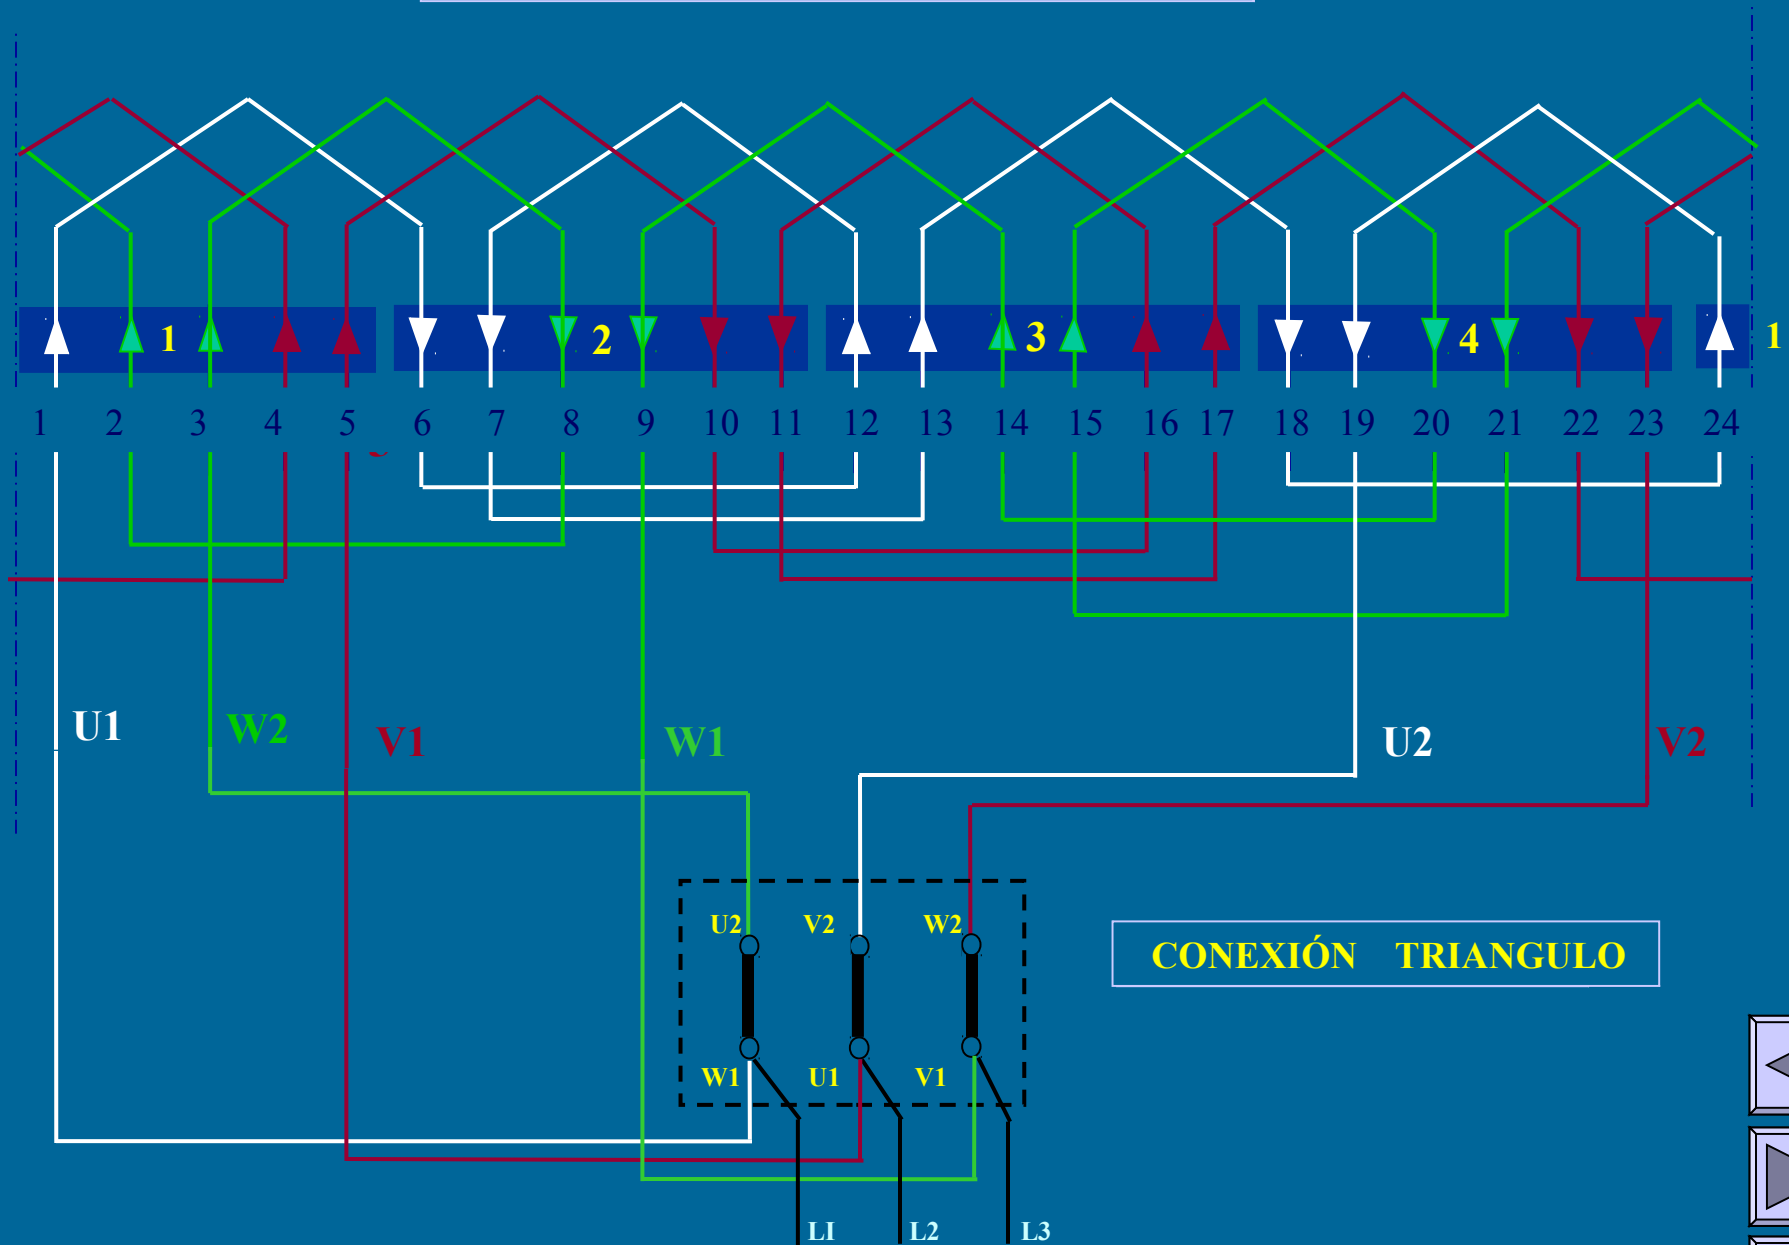 1 2 3 4 1
1 2 3 4 5 6 7 8 9 10 11 12 13 14 15 16 17 18 19 20 21 22 23 24
U1 W2 V1 W1 U2 V2
U2 V2 W2
CONEXIÓN TRIANGULO
W1 U1 V1
LI L2 L3